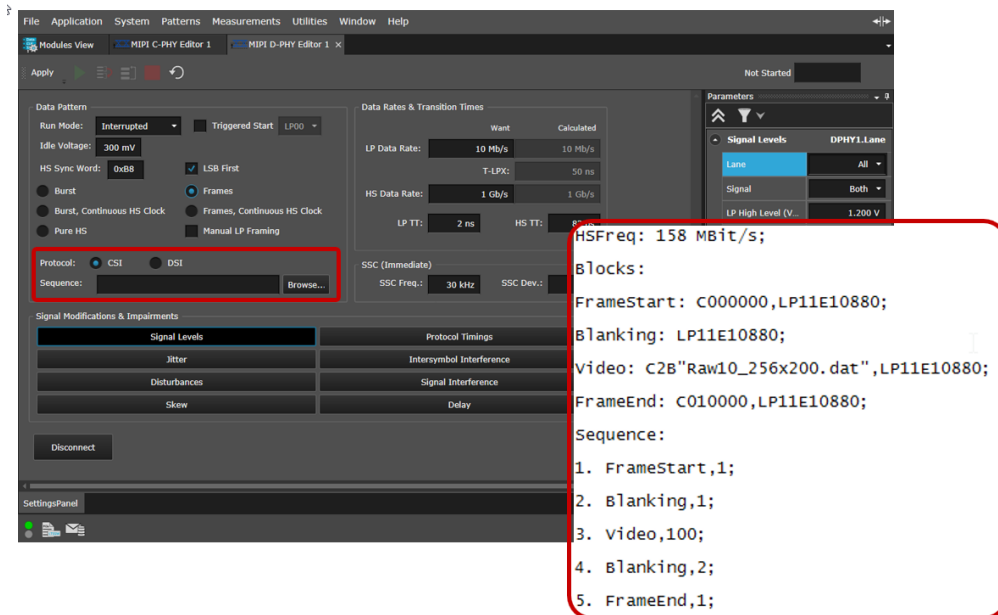 File Application System Patterns Measurements Utilities Window Help
Modules View MIPI C-PHY Editor 1 MIPI D-PHY Editor 1 ×
Apply Not Started
Data Pattern
Run Mode: Interrupted Triggered Start LP00
Idle Voltage: 300 mV
HS Sync Word: 0xB8 LSB First
Burst Frames
Burst, Continuous HS Clock Frames, Continuous HS Clock
Pure HS Manual LP Framing
Protocol: CSI DSI
Sequence: Browse...
Data Rates & Transition Times
Want Calculated
LP Data Rate: 10 Mb/s 10 Mb/s
T-LPX: 50 ns
HS Data Rate: 1 Gb/s 1 Gb/s
LP TT: 2 ns HS TT:
SSC (Immediate)
SSC Freq.: 30 kHz SSC Dev.:
Signal Modifications & Impairments
Signal Levels Protocol Timings
Jitter Intersymbol Interference
Disturbances Signal Interference
Skew Delay
Disconnect
SettingsPanel
Parameters
Signal Levels DPHY1.Lane
Lane All
Signal Both
LP High Level (V... 1.200 V
HSFreq: 158 MBit/s;
Blocks:
FrameStart: C000000,LP11E10880;
Blanking: LP11E10880;
Video: C2B"Raw10_256x200.dat",LP11E10880;
FrameEnd: C010000,LP11E10880;
Sequence:
1. FrameStart,1;
2. Blanking,1;
3. Video,100;
4. Blanking,2;
5. FrameEnd,1;